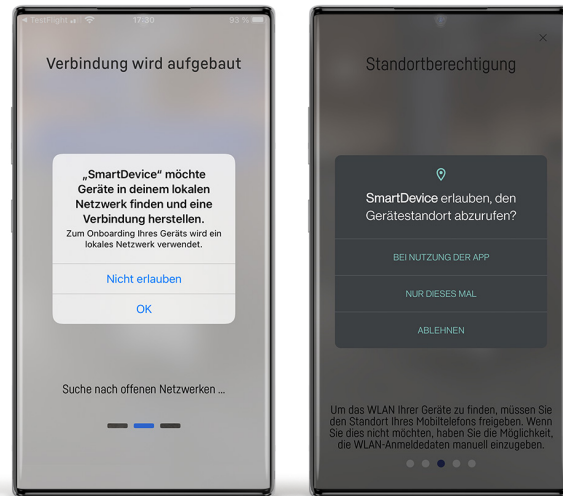 TestFlight
17:30
93 %
Verbindung wird aufgebaut
„SmartDevice“ möchte
Geräte in deinem lokalen
Netzwerk finden und eine
Verbindung herstellen.
Zum Onboarding Ihres Geräts wird ein
lokales Netzwerk verwendet.
Nicht erlauben
OK
Suche nach offenen Netzwerken ...
Standortberechtigung
SmartDevice erlauben, den
Gerätestandort abzurufen?
BEI NUTZUNG DER APP
NUR DIESES MAL
ABLEHNEN
Um das WLAN Ihrer Geräte zu finden, müssen Sie
den Standort Ihres Mobiltelefons freigeben. Wenn
Sie dies nicht möchten, haben Sie die Möglichkeit,
die WLAN-Anmeldedaten manuell einzugeben.